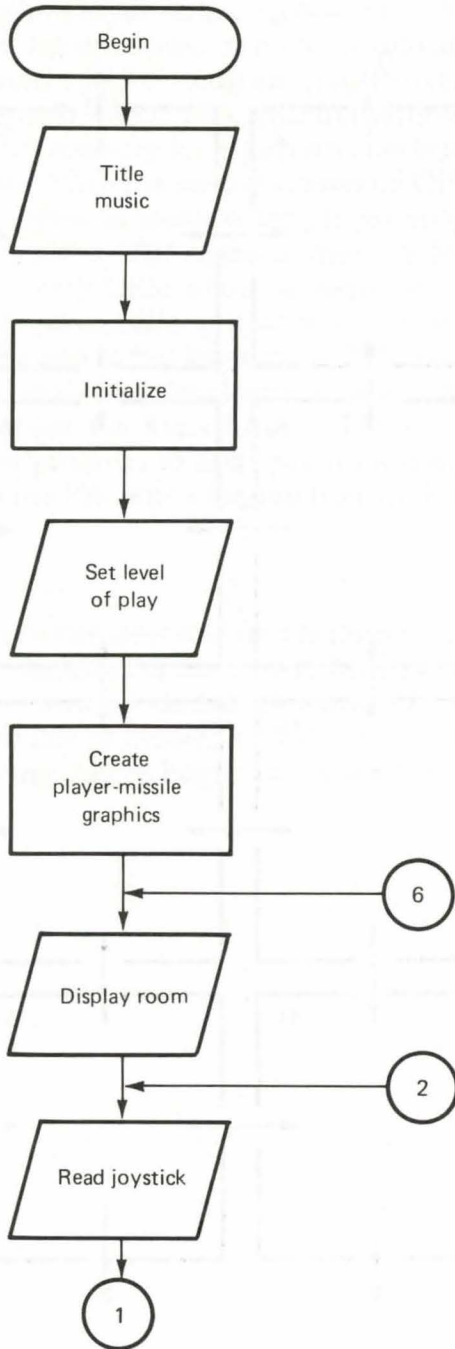 Begin
Title
music
Initialize
Set level
of play
Create
player-missile
graphics
6
Display room
2
Read joystick
1